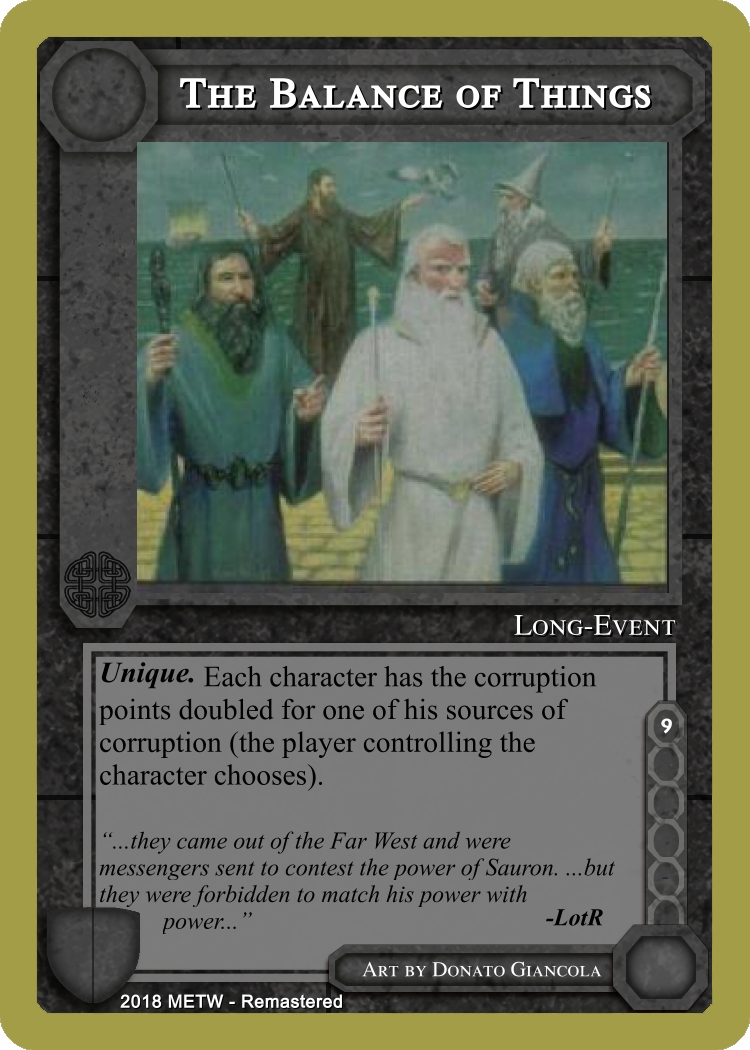 The Balance of Things
Long-Event
Unique. Each character has the corruption
points doubled for one of his sources of
corruption (the player controlling the
character chooses).
9
“...they came out of the Far West and were
messengers sent to contest the power of Sauron. ...but
they were forbidden to match his power with
power...”
-LotR
Art by Donato Giancola
2018 METW - Remastered